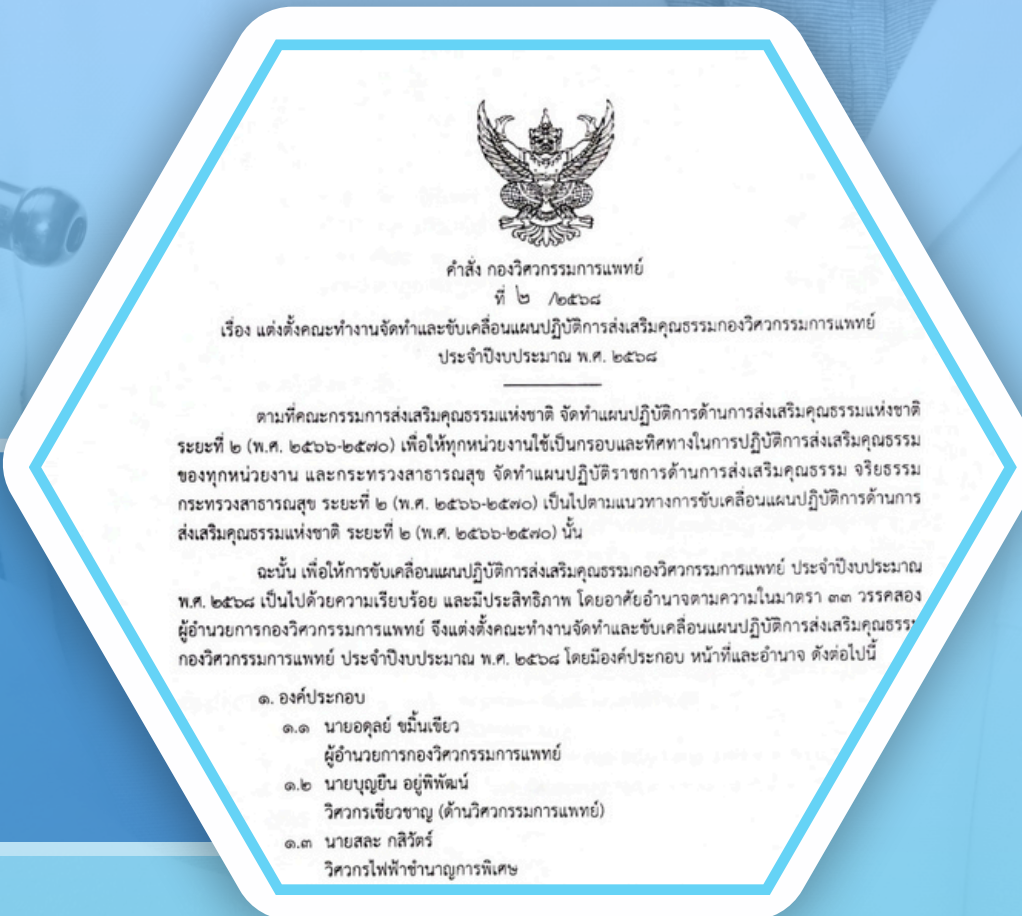 คำสั่ง กองวิศวกรรมการแพทย์
ที่ ๒ /๒๕๖๘
เรื่อง แต่งตั้งคณะทำงานจัดทำและขับเคลื่อนแผนปฏิบัติการส่งเสริมคุณธรรมกองวิศวกรรมการแพทย์
ประจำปีงบประมาณ พ.ศ. ๒๕๖๘
ตามที่คณะกรรมการส่งเสริมคุณธรรมแห่งชาติ จัดทำแผนปฏิบัติการด้านการส่งเสริมคุณธรรมแห่งชาติ
ระยะที่ ๒ (พ.ศ. ๒๕๖๖-๒๕๗๐) เพื่อให้ทุกหน่วยงานใช้เป็นกรอบและทิศทางในการปฏิบัติการส่งเสริมคุณธรรม
ของทุกหน่วยงาน และกระทรวงสาธารณสุข จัดทำแผนปฏิบัติราชการด้านการส่งเสริมคุณธรรม จริยธรรม
กระทรวงสาธารณสุข ระยะที่ ๒ (พ.ศ. ๒๕๖๖-๒๕๗๐) เป็นไปตามแนวทางการขับเคลื่อนแผนปฏิบัติการด้านการ
ส่งเสริมคุณธรรมแห่งชาติ ระยะที่ ๒ (พ.ศ. ๒๕๖๖-๒๕๗๐) นั้น
ฉะนั้น เพื่อให้การขับเคลื่อนแผนปฏิบัติการส่งเสริมคุณธรรมกองวิศวกรรมการแพทย์ ประจำปีงบประมาณ
พ.ศ. ๒๕๖๘ เป็นไปด้วยความเรียบร้อย และมีประสิทธิภาพ โดยอาศัยอำนาจตามความในมาตรา ๓๓ วรรคสอง
ผู้อำนวยการกองวิศวกรรมการแพทย์ จึงแต่งตั้งคณะทำงานจัดทำและขับเคลื่อนแผนปฏิบัติการส่งเสริมคุณธรรม
กองวิศวกรรมการแพทย์ ประจำปีงบประมาณ พ.ศ. ๒๕๖๘ โดยมีองค์ประกอบ หน้าที่และอำนาจ ดังต่อไปนี้
๑. องค์ประกอบ
๑.๑ นายอดุลย์ ขมิ้นเขียว
ผู้อำนวยการกองวิศวกรรมการแพทย์
๑.๒ นายบุญยืน อยู่พิพัฒน์
วิศวกรเชี่ยวชาญ (ด้านวิศวกรรมการแพทย์)
๑.๓ นายสละ กสิวัตร์
วิศวกรไฟฟ้าชำนาญการพิเศษ